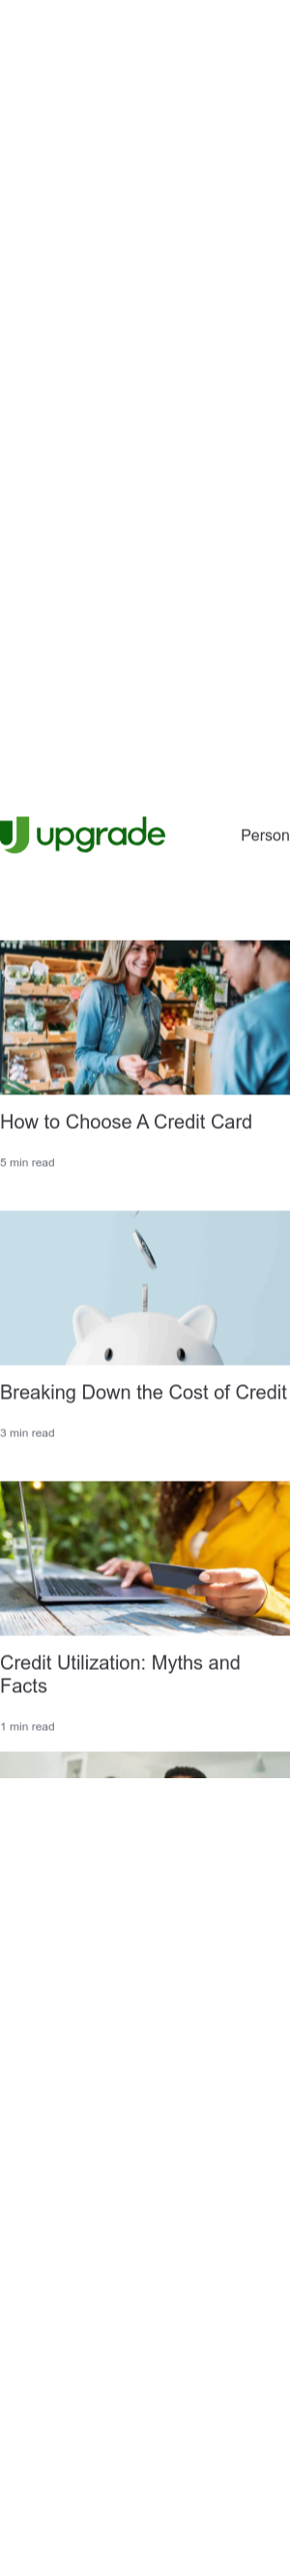 upgrade
Person
How to Choose A Credit Card
5 min read
Breaking Down the Cost of Credit
3 min read
Credit Utilization: Myths and
Facts
1 min read